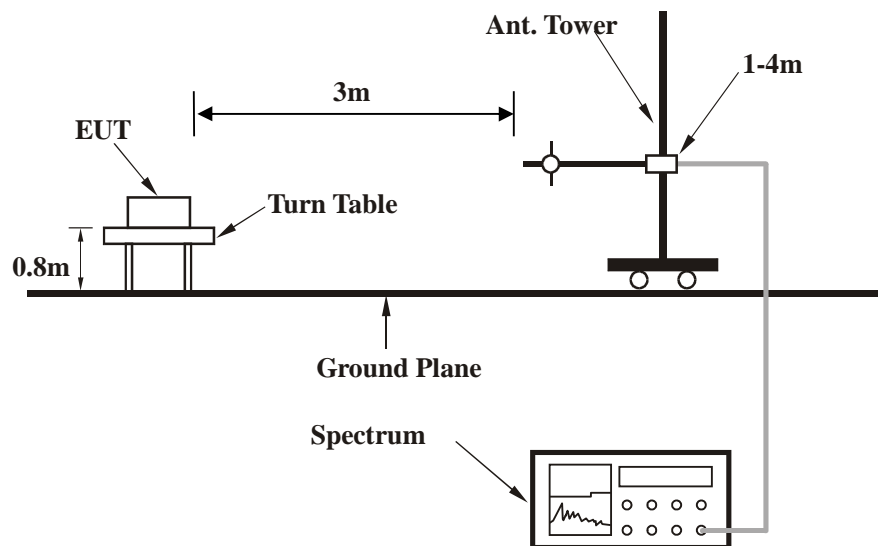 Ant. Tower
1-4m
3m
EUT
Turn Table
0.8m
Ground Plane
Spectrum